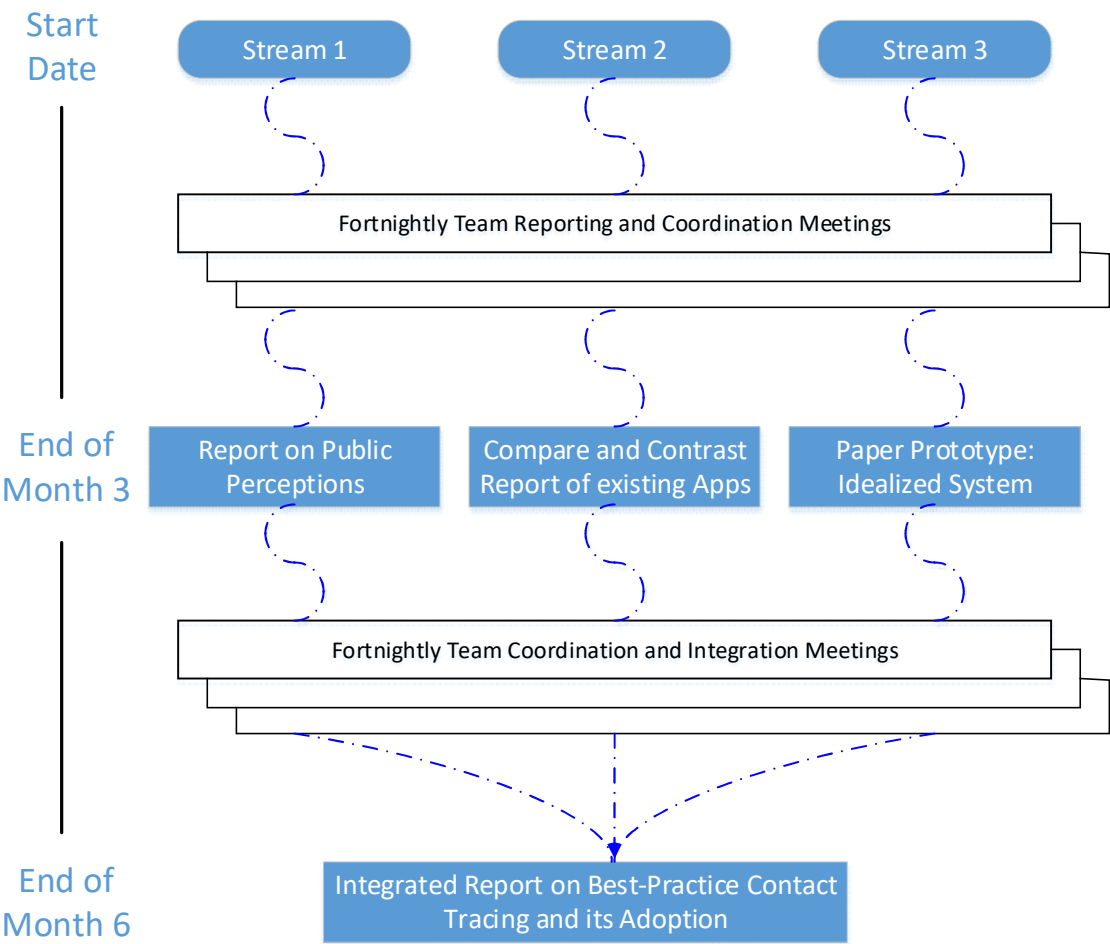 Start
Date
Stream 1
Stream 2
Stream 3
Fortnightly Team Reporting and Coordination Meetings
End of
Month 3
Report on Public
Perceptions
Compare and Contrast
Report of existing Apps
Paper Prototype:
Idealized System
Fortnightly Team Coordination and Integration Meetings
End of
Month 6
Integrated Report on Best-Practice Contact
Tracing and its Adoption